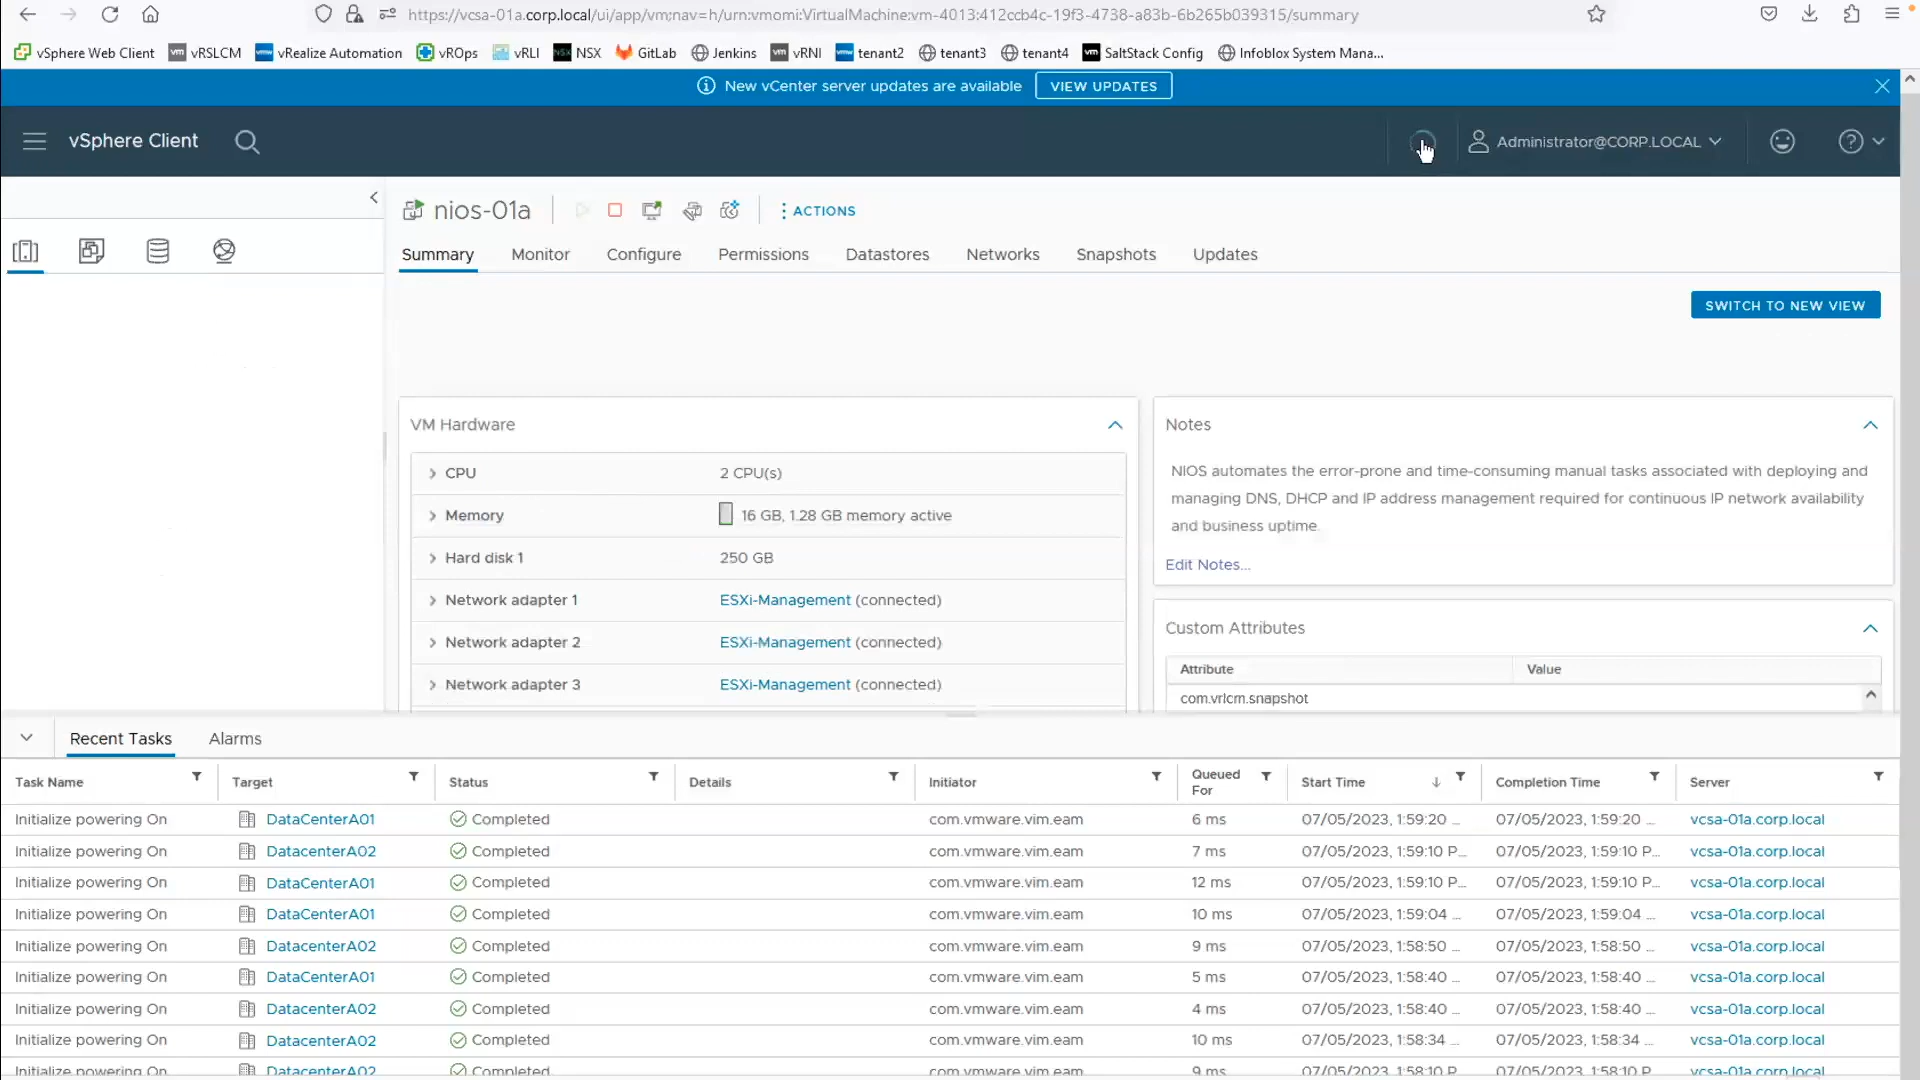 https://vcsa-01a.corp.local/ui/app/vm;nav=h/urn:vmomi:VirtualMachine:vm-4013:412ccb4c-19f3-4738-a83b-6b265b039315/summary
vSphere Web Client vRSLCM vRealize Automation vROps vRLI NSX GitLab Jenkins vRNI tenant2 tenant3 tenant4 SaltStack Config Infoblox System Mana...
New vCenter server updates are available VIEW UPDATES
vSphere Client Administrator@CORP.LOCAL
nios-01a ACTIONS
Summary Monitor Configure Permissions Datastores Networks Snapshots Updates
SWITCH TO NEW VIEW
VM Hardware
CPU 2 CPU(s)
Memory 16 GB, 1.28 GB memory active
Hard disk 1 250 GB
Network adapter 1 ESXi-Management (connected)
Network adapter 2 ESXi-Management (connected)
Network adapter 3 ESXi-Management (connected)
Notes
NIOS automates the error-prone and time-consuming manual tasks associated with deploying and
managing DNS, DHCP and IP address management required for continuous IP network availability
and business uptime.
Edit Notes...
Custom Attributes
Attribute Value
com.vrlcm.snapshot
Recent Tasks Alarms
Task Name Target Status Details Initiator Queued For Start Time Completion Time Server
Initialize powering On DataCenterA01 Completed com.vmware.vim.eam 6 ms 07/05/2023, 1:59:20 ... 07/05/2023, 1:59:20 ... vcsa-01a.corp.local
Initialize powering On DatacenterA02 Completed com.vmware.vim.eam 7 ms 07/05/2023, 1:59:10 P... 07/05/2023, 1:59:10 P... vcsa-01a.corp.local
Initialize powering On DataCenterA01 Completed com.vmware.vim.eam 12 ms 07/05/2023, 1:59:10 P... 07/05/2023, 1:59:10 P... vcsa-01a.corp.local
Initialize powering On DataCenterA01 Completed com.vmware.vim.eam 10 ms 07/05/2023, 1:59:04 ... 07/05/2023, 1:59:04 ... vcsa-01a.corp.local
Initialize powering On DatacenterA02 Completed com.vmware.vim.eam 9 ms 07/05/2023, 1:58:50 ... 07/05/2023, 1:58:50 ... vcsa-01a.corp.local
Initialize powering On DataCenterA01 Completed com.vmware.vim.eam 5 ms 07/05/2023, 1:58:40 ... 07/05/2023, 1:58:40 ... vcsa-01a.corp.local
Initialize powering On DatacenterA02 Completed com.vmware.vim.eam 4 ms 07/05/2023, 1:58:40 ... 07/05/2023, 1:58:40 ... vcsa-01a.corp.local
Initialize powering On DatacenterA02 Completed com.vmware.vim.eam 10 ms 07/05/2023, 1:58:34 ... 07/05/2023, 1:58:34 ... vcsa-01a.corp.local
Initialize powering On DatacenterA02 Completed com.vmware.vim.eam 9 ms 07/05/2023, 1:58:10 P... 07/05/2023, 1:58:10 P... vcsa-01a.corp.local